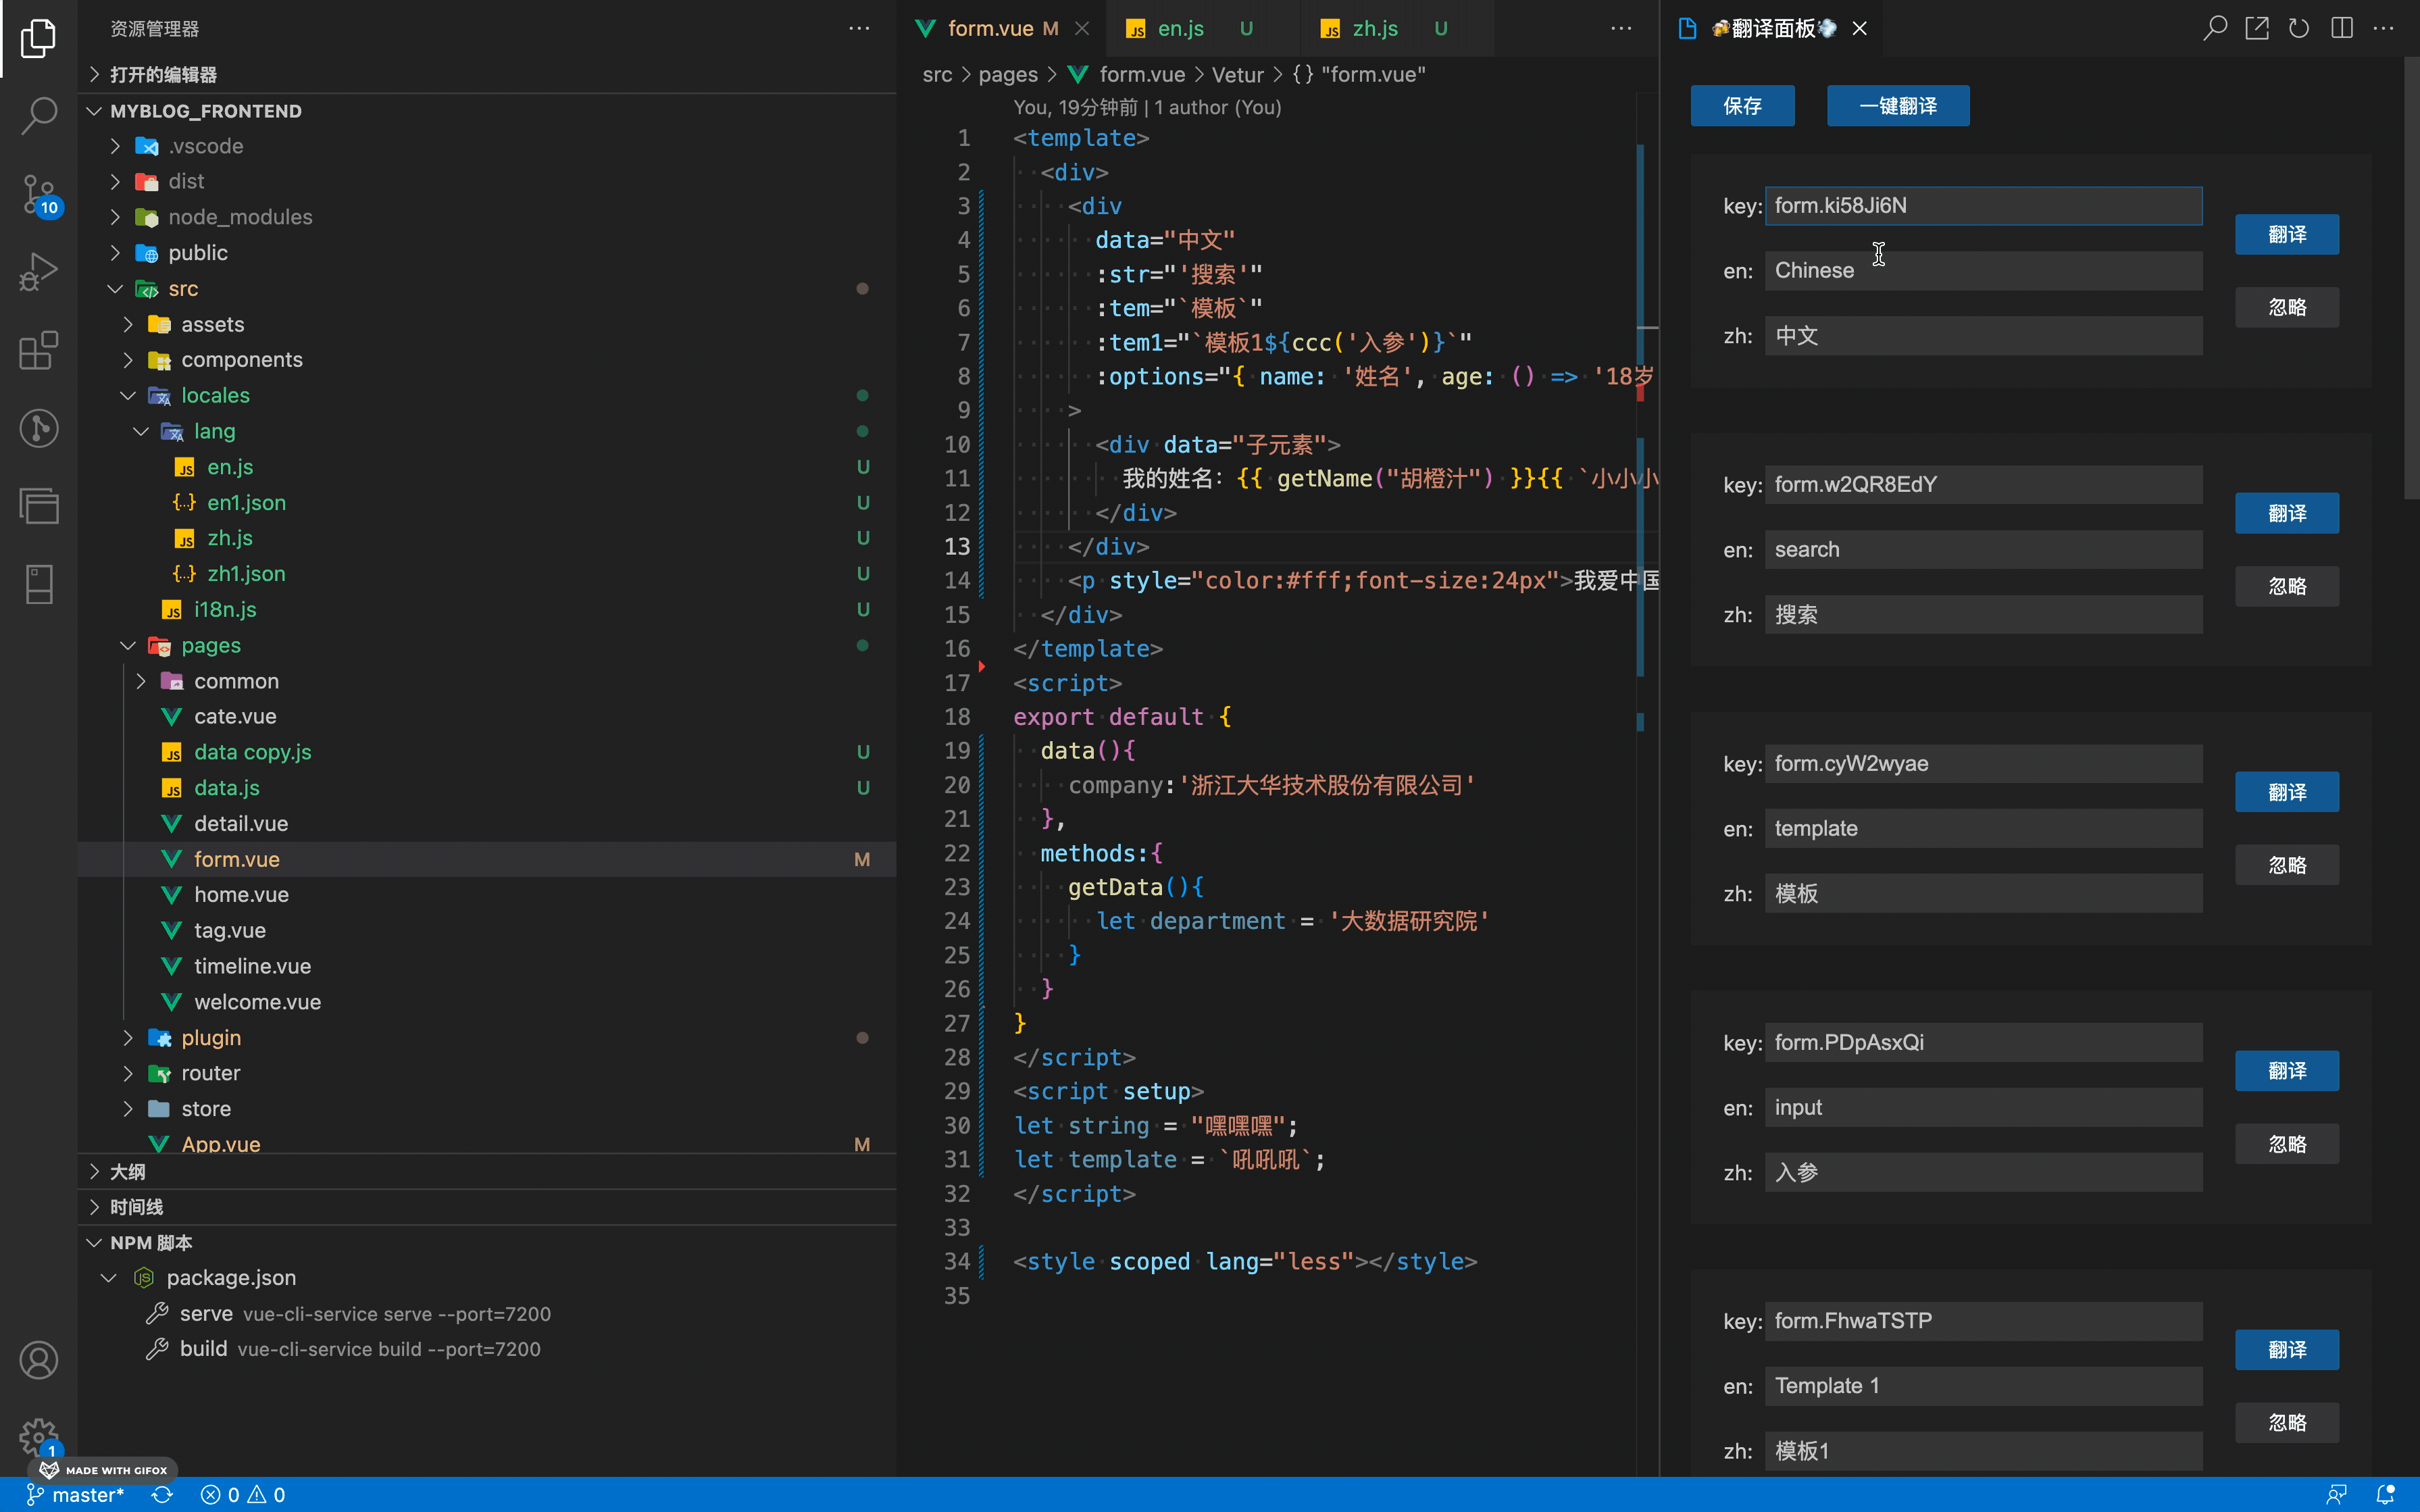 资源管理器
打开的编辑器
MYBLOG_FRONTEND
.vscode
dist
node_modules
public
src
assets
components
locales
lang
en.js U
en1.json U
zh.js U
zh1.json U
i18n.js U
pages
common
cate.vue
data copy.js U
data.js U
detail.vue
form.vue M
home.vue
tag.vue
timeline.vue
welcome.vue
plugin
router
store
App.vue M
大纲
时间线
NPM 脚本
package.json
serve vue-cli-service serve --port=7200
build vue-cli-service build --port=7200
10
1
MADE WITH GIFOX
form.vue M
en.js U
zh.js U
src > pages > form.vue > Vetur > {} "form.vue"
You, 19分钟前 | 1 author (You)
1 <template>
2 <div>
3 <div
4 data="中文"
5 :str="'搜索'"
6 :tem="`模板`"
7 :tem1="`模板1${ccc('入参')}`"
8 :options="{ name: '姓名', age: () => '18岁
9 >
10 <div data="子元素">
11 我的姓名: {{ getName("胡橙汁") }}{{ `小小小
12 </div>
13 </div>
14 <p style="color:#fff;font-size:24px">我爱中国
15 </div>
16 </template>
17 <script>
18 export default {
19 data(){
20 company:'浙江大华技术股份有限公司'
21 },
22 methods:{
23 getData(){
24 let department = '大数据研究院'
25 }
26 }
27 }
28 </script>
29 <script setup>
30 let string = "嘿嘿嘿";
31 let template = `吼吼吼`;
32 </script>
33
34 <style scoped lang="less"></style>
35
🍻翻译面板💨
保存
一键翻译
key: form.ki58Ji6N
en: Chinese
zh: 中文
翻译
忽略
key: form.w2QR8EdY
en: search
zh: 搜索
翻译
忽略
key: form.cyW2wyae
en: template
zh: 模板
翻译
忽略
key: form.PDpAsxQi
en: input
zh: 入参
翻译
忽略
key: form.FhwaTSTP
en: Template 1
zh: 模板1
翻译
忽略
master* 0 0